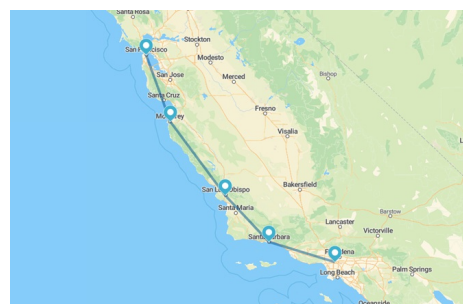 Santa Rosa
Stockton
San Francisco
Modesto
San Jose
Merced
Bishop
Santa Cruz
Fresno
Monterey
Visalia
San Luis Obispo
Bakersfield
Santa Maria
Barstow
Lancaster
Victorville
Santa Barbara
Long Beach
Palm Springs
Oceanside